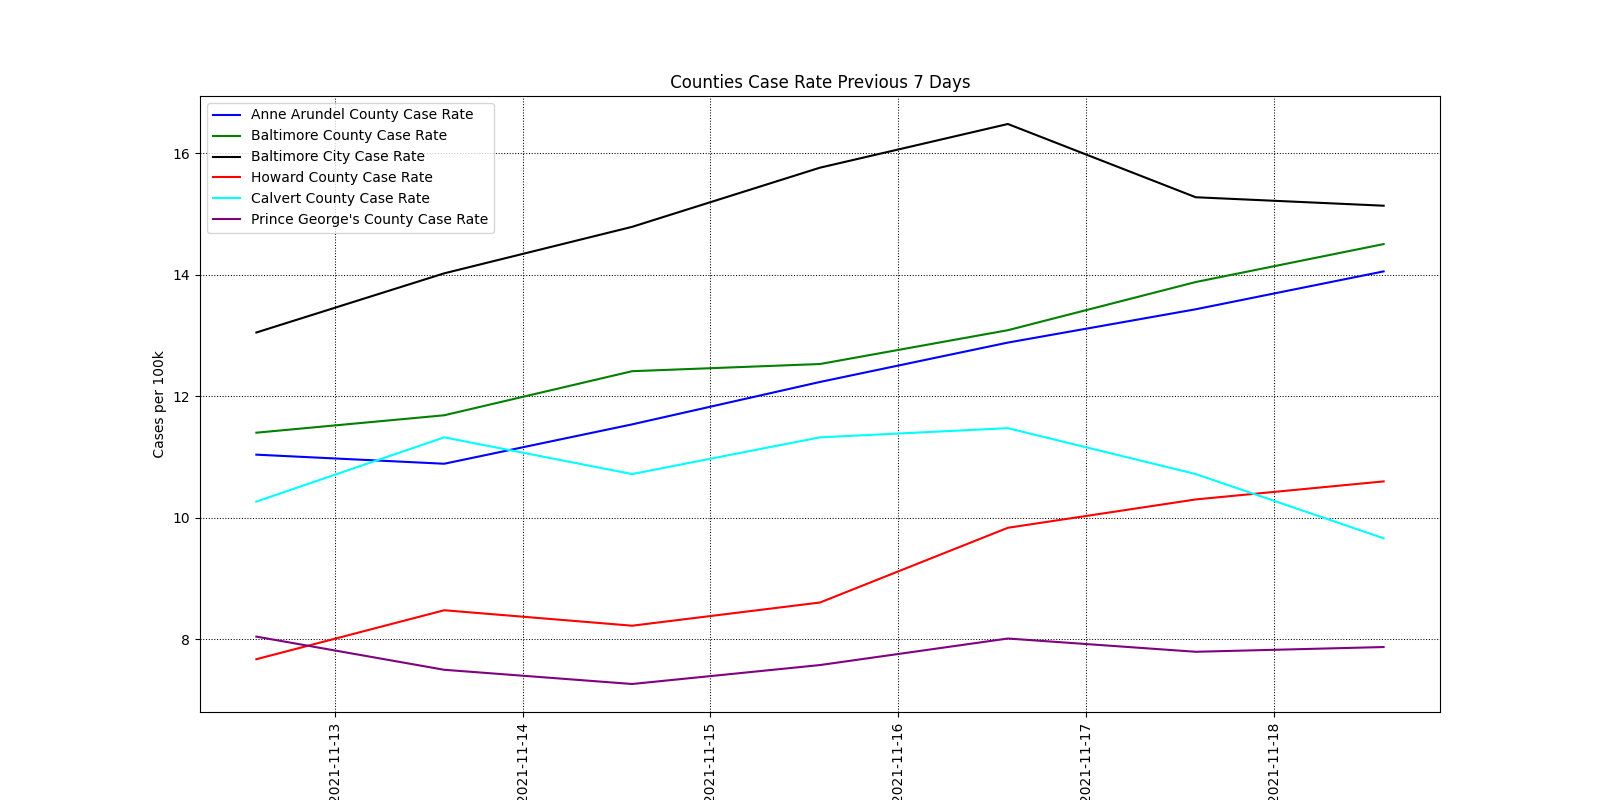 Counties Case Rate Previous 7 Days
Anne Arundel County Case Rate
Baltimore County Case Rate
Baltimore City Case Rate
Howard County Case Rate
Calvert County Case Rate
Prince George's County Case Rate
16
14
12
10
8
Cases per 100k
2021-11-13
2021-11-14
2021-11-15
2021-11-16
2021-11-17
2021-11-18